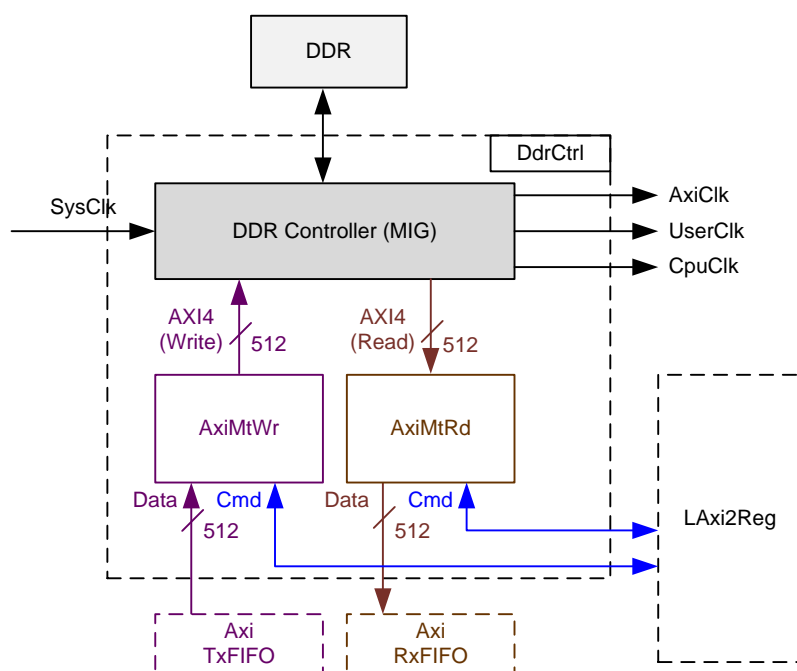 DDR
DdrCtrl
SysClk
DDR Controller (MIG)
AxiClk
UserClk
CpuClk
AXI4
(Write)
512
AXI4
(Read)
512
AxiMtWr
AxiMtRd
Data
Cmd
512
Data
Cmd
512
LAxi2Reg
Axi
TxFIFO
Axi
RxFIFO